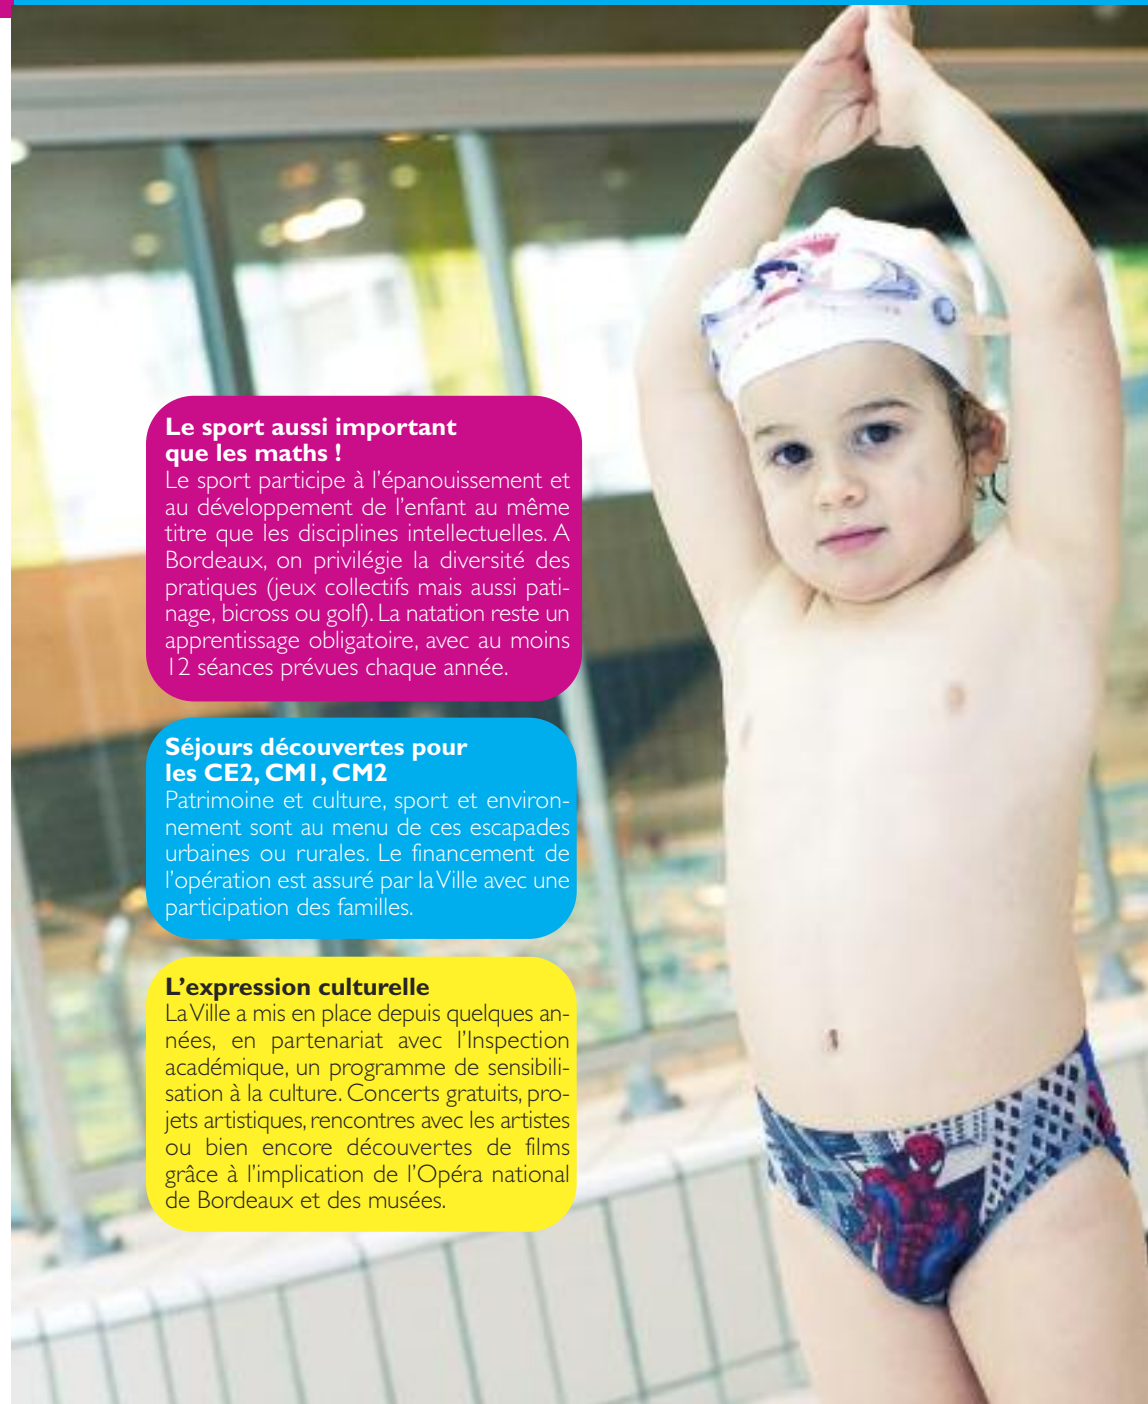 Le sport aussi important
que les maths !
Le sport participe à l'épanouissement et
au développement de l'enfant au même
titre que les disciplines intellectuelles. A
Bordeaux, on privilégie la diversité des
pratiques (jeux collectifs mais aussi pati-
nage, bicross ou golf). La natation reste un
apprentissage obligatoire, avec au moins
12 séances prévues chaque année.
Séjours découvertes pour
les CE2, CM1, CM2
Patrimoine et culture, sport et environ-
nement sont au menu de ces escapades
urbaines ou rurales. Le financement de
l'opération est assuré par la Ville avec une
participation des familles.
L'expression culturelle
La Ville a mis en place depuis quelques an-
nées, en partenariat avec l'Inspection
académique, un programme de sensibili-
sation à la culture. Concerts gratuits, pro-
jets artistiques, rencontres avec les artistes
ou bien encore découvertes de films
grâce à l'implication de l'Opéra national
de Bordeaux et des musées.